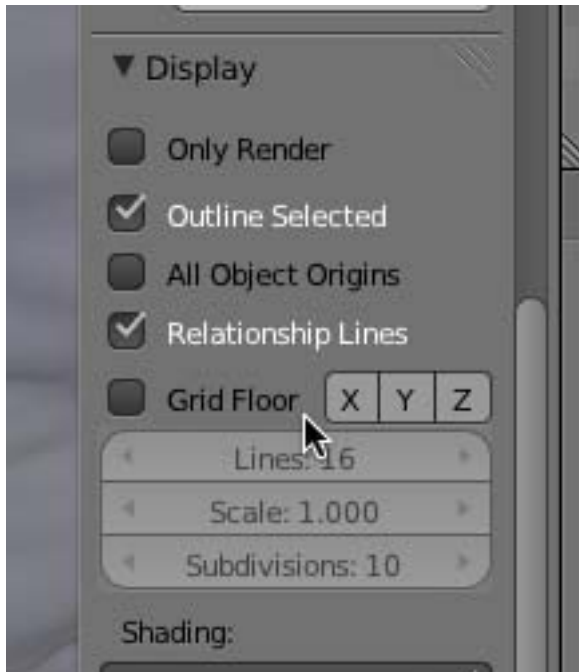 Display
Only Render
Outline Selected
All Object Origins
Relationship Lines
Grid Floor X Y Z
Lines: 16
Scale: 1.000
Subdivisions: 10
Shading: